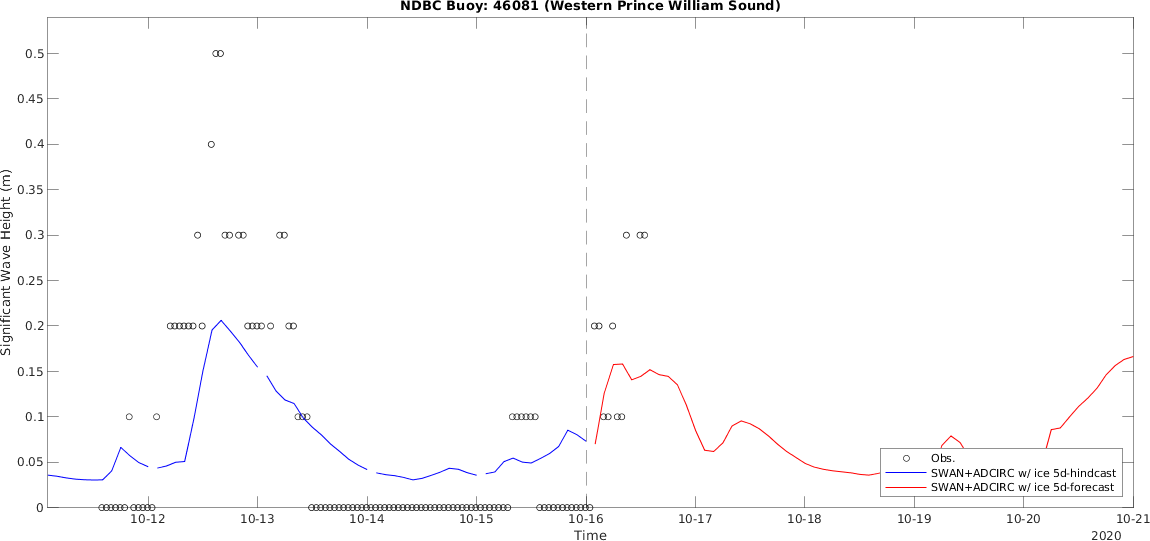 NDBC Buoy: 46081 (Western Prince William Sound)
0.5
0.45
0.4
0.35
0.3
0.25
0.2
0.15
0.1
0.05
0
Significant Wave Height (m)
Obs.
SWAN+ADCIRC w/ ice 5d-hindcast
SWAN+ADCIRC w/ ice 5d-forecast
10-12 10-13 10-14 10-15 10-16 10-17 10-18 10-19 10-20 10-21
Time
2020